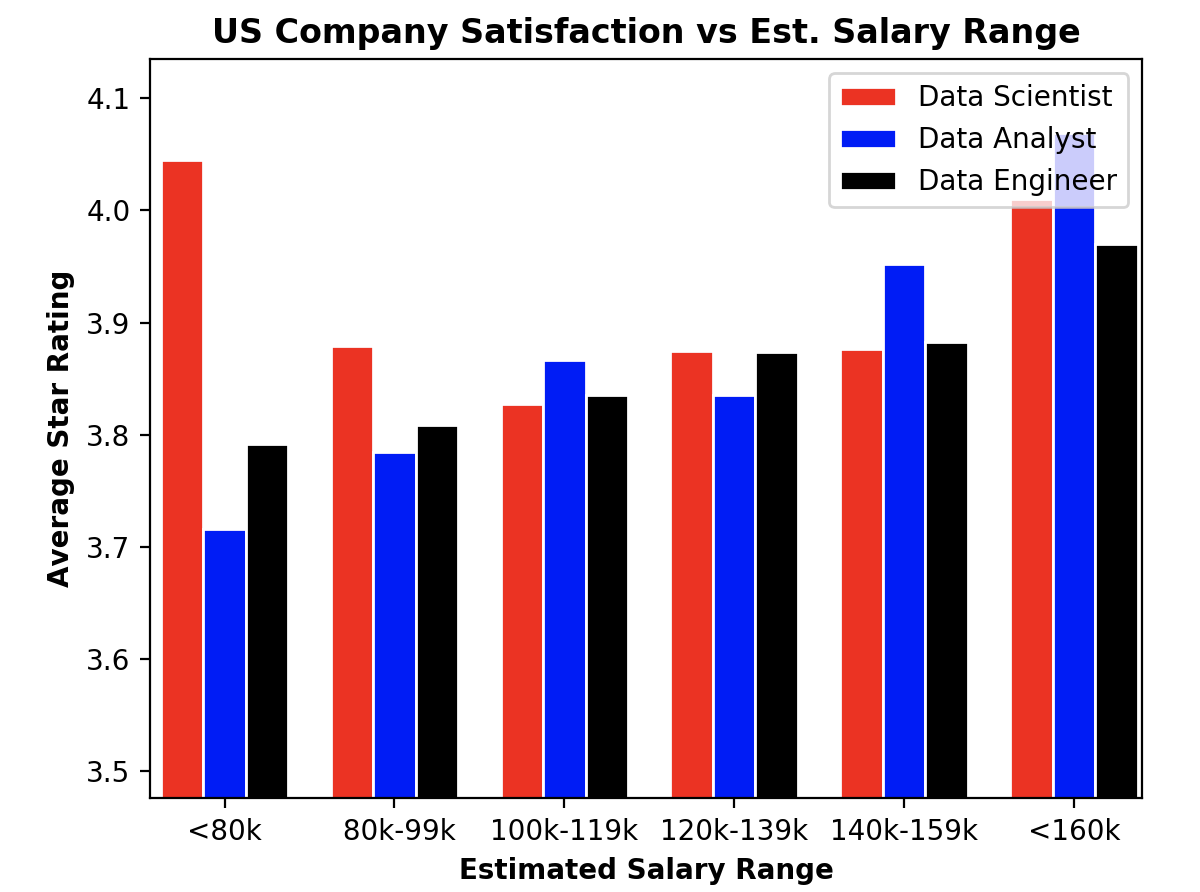 US Company Satisfaction vs Est. Salary Range
Data Scientist
Data Analyst
Data Engineer
4.1
4.0
3.9
3.8
3.7
3.6
3.5
Average Star Rating
<80k 80k-99k 100k-119k 120k-139k 140k-159k <160k
Estimated Salary Range